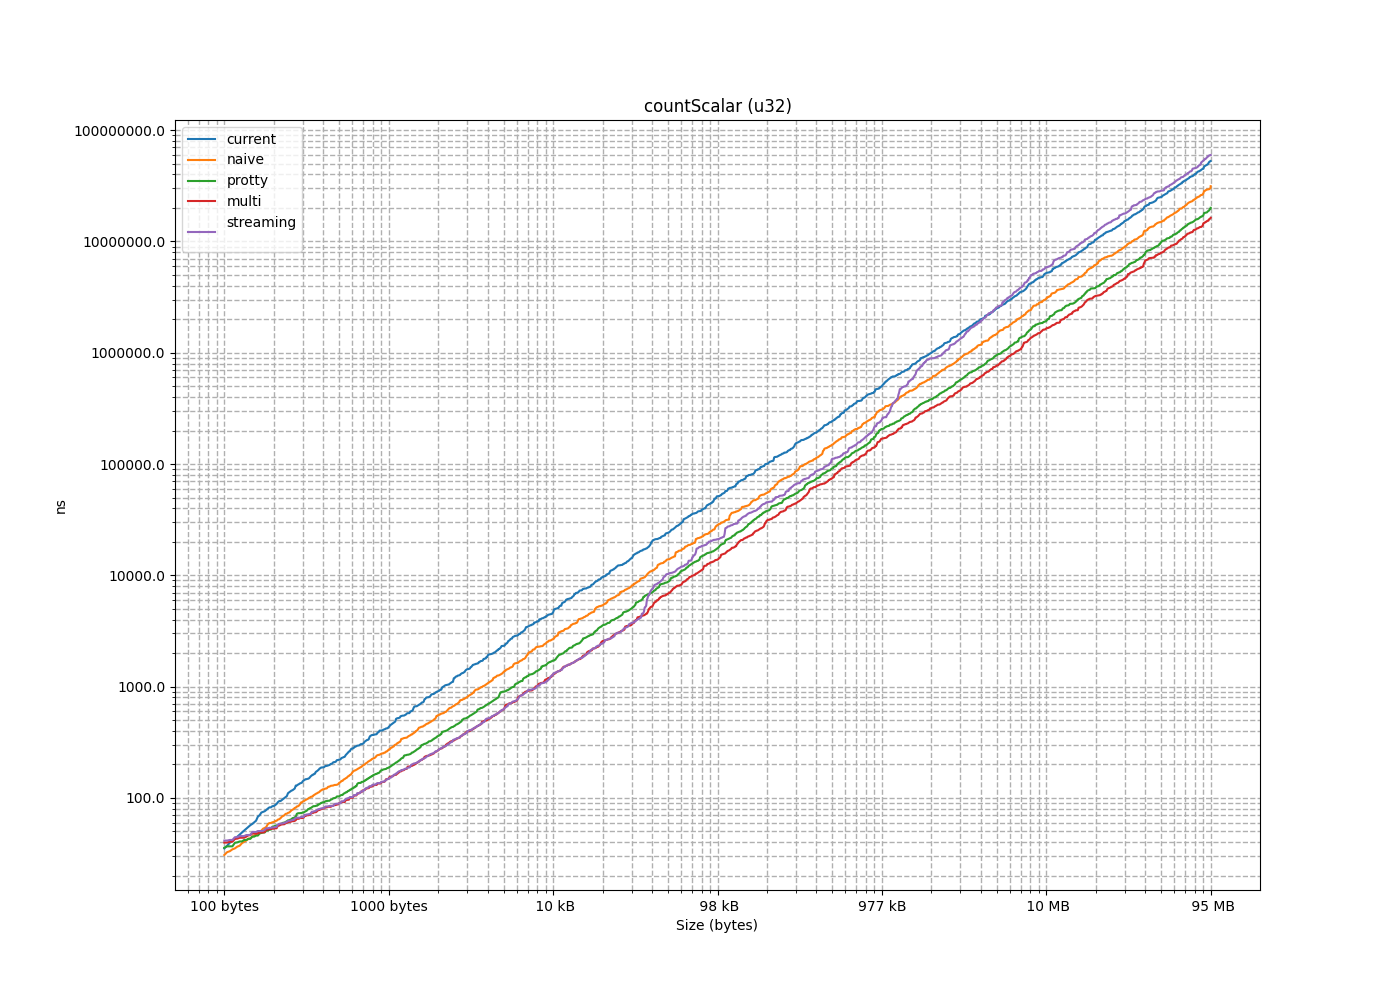 countScalar (u32)
100000000.0
10000000.0
1000000.0
100000.0
10000.0
1000.0
100.0
ns
current
naive
protty
multi
streaming
100 bytes
1000 bytes
10 kB
98 kB
977 kB
10 MB
95 MB
Size (bytes)